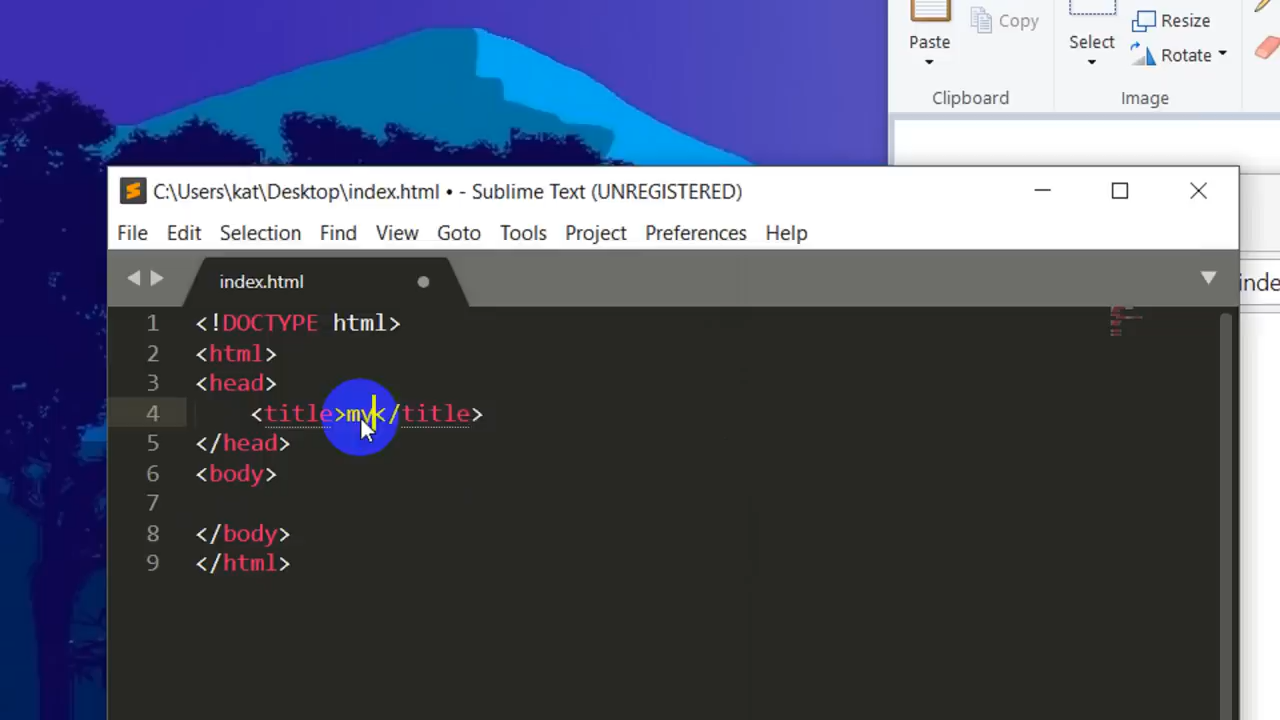 Paste
Copy
Select
Resize
Rotate
Clipboard
Image
C:\Users\kat\Desktop\index.html • - Sublime Text (UNREGISTERED)
File Edit Selection Find View Goto Tools Project Preferences Help
index.html
inde
1 <!DOCTYPE html>
2 <html>
3 <head>
4 <title>my</title>
5 </head>
6 <body>
7
8 </body>
9 </html>